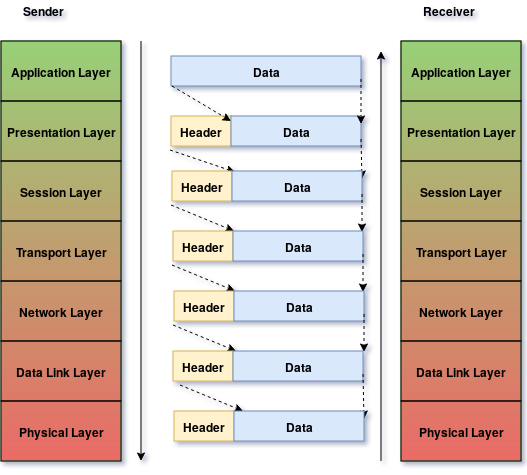 Sender
Receiver
Application Layer
Data
Application Layer
Presentation Layer
Header
Data
Presentation Layer
Session Layer
Header
Data
Session Layer
Transport Layer
Header
Data
Transport Layer
Network Layer
Header
Data
Network Layer
Data Link Layer
Header
Data
Data Link Layer
Physical Layer
Header
Data
Physical Layer